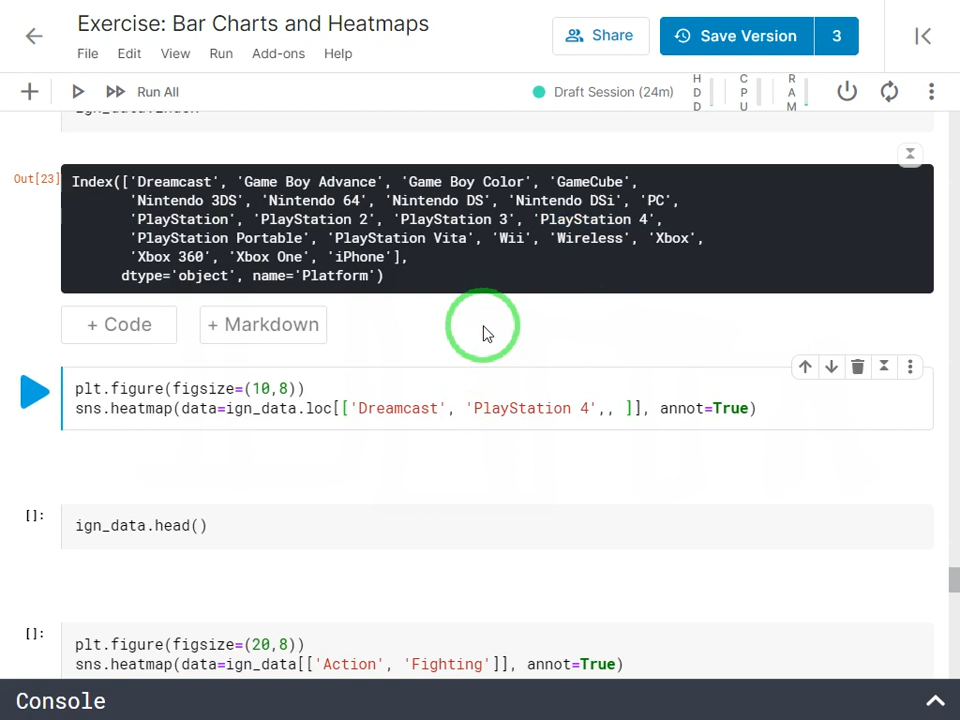 Exercise: Bar Charts and Heatmaps
File Edit View Run Add-ons Help
Share
Save Version 3
Run All
Draft Session (24m)
HDD
CPU
RAM
Out[23]
Index(['Dreamcast', 'Game Boy Advance', 'Game Boy Color', 'GameCube',
'Nintendo 3DS', 'Nintendo 64', 'Nintendo DS', 'Nintendo DSi', 'PC',
'PlayStation', 'PlayStation 2', 'PlayStation 3', 'PlayStation 4',
'PlayStation Portable', 'PlayStation Vita', 'Wii', 'Wireless', 'Xbox',
'Xbox 360', 'Xbox One', 'iPhone'],
dtype='object', name='Platform')
+ Code
+ Markdown
plt.figure(figsize=(10,8))
sns.heatmap(data=ign_data.loc[['Dreamcast', 'PlayStation 4',, ]], annot=True)
[]:
ign_data.head()
[]:
plt.figure(figsize=(20,8))
sns.heatmap(data=ign_data[['Action', 'Fighting']], annot=True)
Console